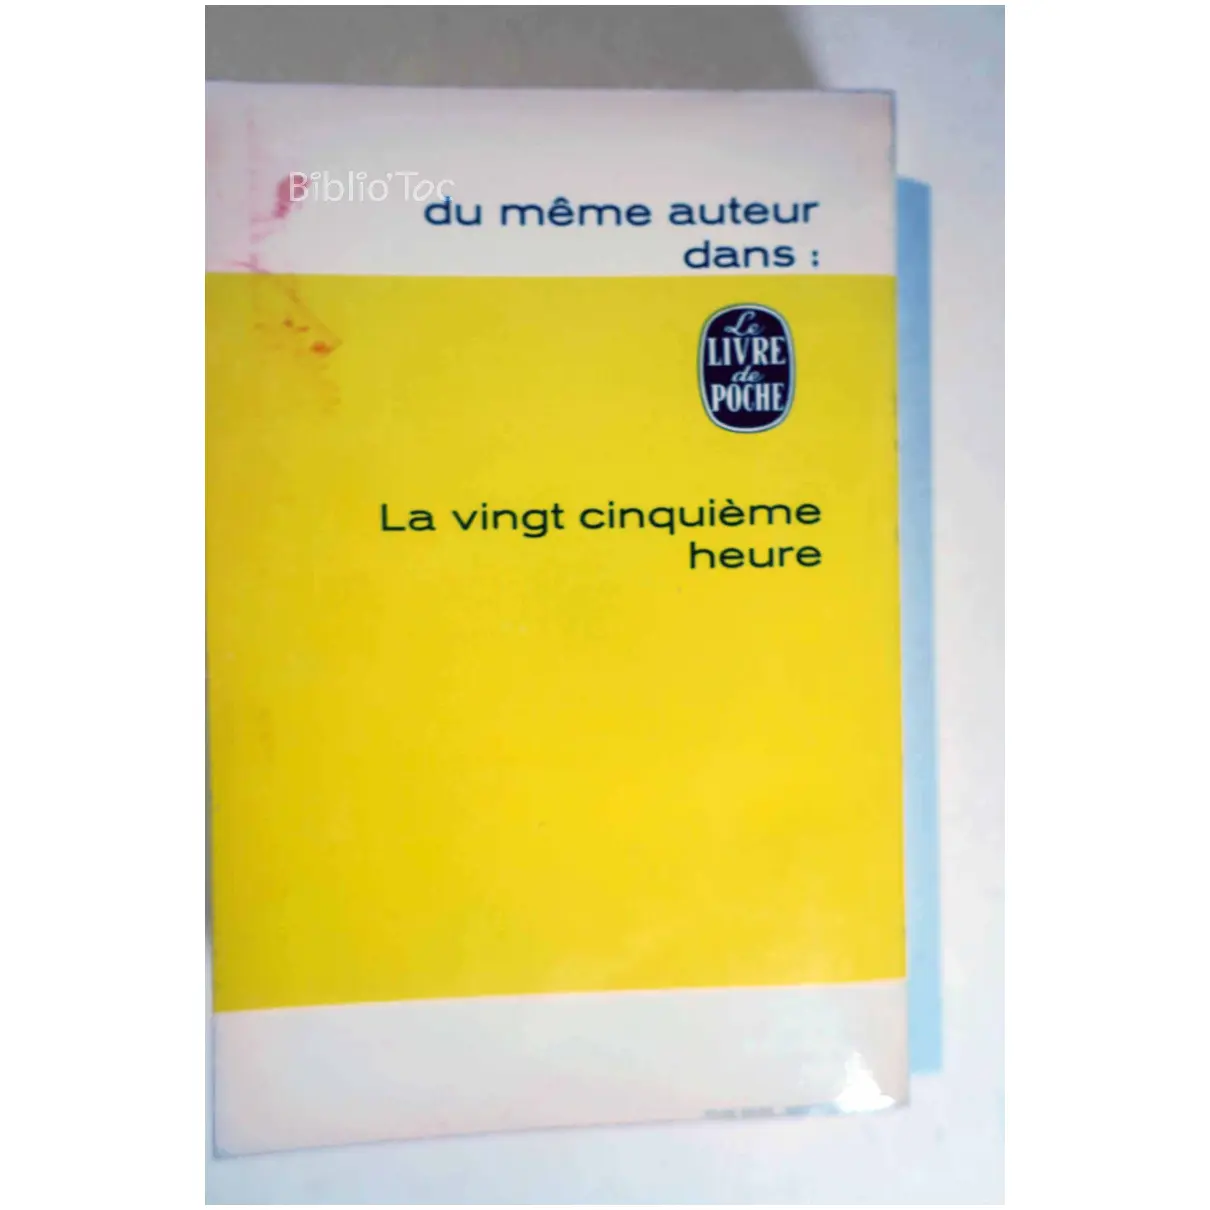 Biblio'Toc
du même auteur
dans :
Le
LIVRE
de
POCHE
La vingt cinquième
heure